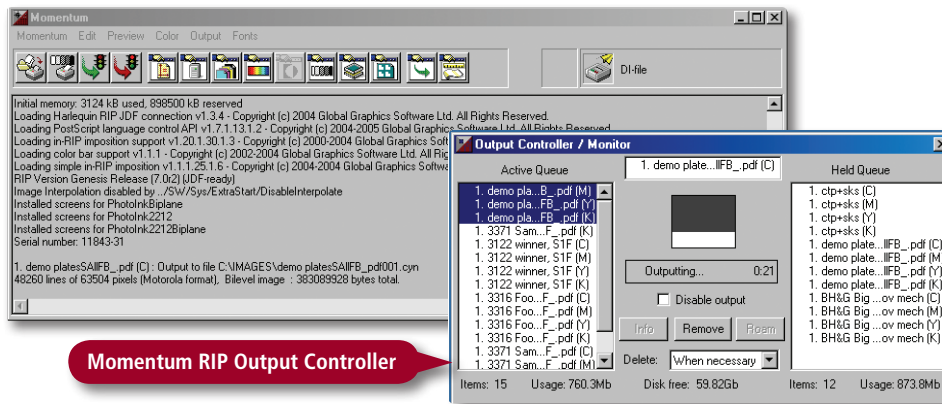 Momentum
Momentum Edit Preview Color Output Fonts
DI-file
Initial memory: 3124 kB used, 898500 kB reserved
Loading Harlequin RIP JDF connection v1.3.4 - Copyright (c) 2004 Global Graphics Software Ltd. All Rights Reserved.
Loading PostScript language control API v1.7.1.13.1.2 - Copyright (c) 2004-2005 Global Graphics Software Ltd. All Rights Reserved.
Loading in-RIP imposition support v1.20.1.30.1.3 - Copyright (c) 2000-2004 Global Graphics Soft
Loading color bar support v1.1.1 - Copyright (c) 2002-2004 Global Graphics Software Ltd. All Rig
Loading simple in-RIP imposition v1.1.1.25.1.6 - Copyright (c) 2004-2004 Global Graphics Softwa
RIP Version Genesis Release (7.0r2) (JDF-ready)
Image Interpolation disabled by ../SW/Sys/ExtraStart/DisableInterpolate
Installed screens for PhotoInkBiplane
Installed screens for PhotoInk2212
Installed screens for PhotoInk2212Biplane
Serial number: 11843-31
1. demo platesSAllFB_.pdf (C) : Output to file C:\IMAGES\demo platesSAllFB_pdf001.cyn
48260 lines of 63504 pixels (Motorola format), Bilevel image : 383089928 bytes total.
Output Controller / Monitor
Active Queue
1. demo pla...B_.pdf (M)
1. demo pla...FB_.pdf (Y)
1. demo pla...FB_.pdf (K)
1. 3371 Sam...F_.pdf (K)
1. 3122 winner, S1F (C)
1. 3122 winner, S1F (M)
1. 3122 winner, S1F (Y)
1. 3122 winner, S1F (K)
1. 3316 Foo...F_.pdf (C)
1. 3316 Foo...F_.pdf (M)
1. 3316 Foo...F_.pdf (Y)
1. 3316 Foo...F_.pdf (K)
1. 3371 Sam...F_.pdf (C)
1. 3371 Sam...F_.pdf (M)
Items: 15 Usage: 760.3Mb
1. demo plate...llFB_.pdf (C)
Outputting... 0:21
Disable output
Info Remove Roam
Delete: When necessary
Disk free: 59.82Gb
Held Queue
1. ctp+sks (C)
1. ctp+sks (M)
1. ctp+sks (Y)
1. ctp+sks (K)
1. demo plate...llFB_.pdf (C)
1. demo plate...llFB_.pdf (M)
1. demo plate...llFB_.pdf (Y)
1. demo plate...llFB_.pdf (K)
1. BH&G Big ...ov mech (C)
1. BH&G Big ...ov mech (M)
1. BH&G Big ...ov mech (Y)
1. BH&G Big ...ov mech (K)
Items: 12 Usage: 873.8Mb
Momentum RIP Output Controller